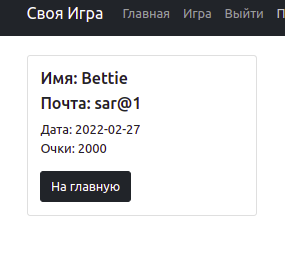 Своя Игра Главная Игра Выйти
Имя: Bettie
Почта: sar@1
Дата: 2022-02-27
Очки: 2000
На главную